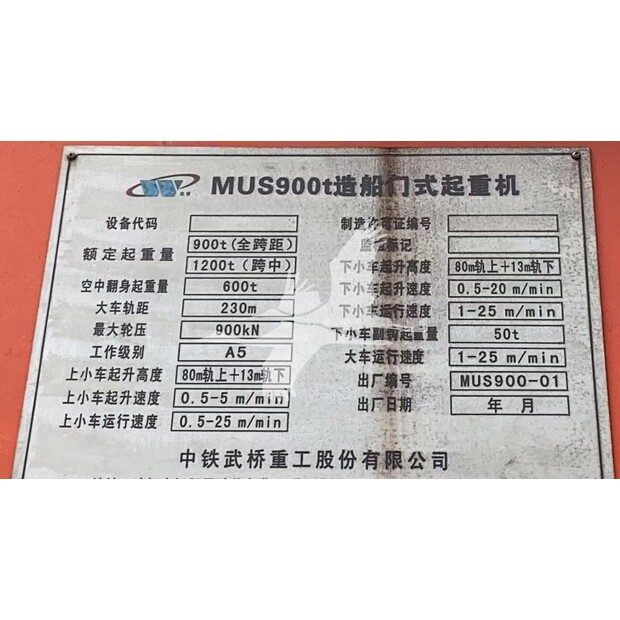 MUS900t造船门式起重机
设备代码
制造许可证编号
额定起重量 900t(全跨距)
1200t(跨中)
监检标记
下小车起升高度 80m轨上+13m轨下
空中翻身起重量 600t
下小车起升速度 0.5-20 m/min
大车轨距 230m
下小车运行速度 1-25 m/min
最大轮压 900kN
下小车副钩起重量 50t
工作级别 A5
大车运行速度 1-25 m/min
上小车起升高度 80m轨上+13m轨下
出厂编号 MUS900-01
上小车起升速度 0.5-5 m/min
出厂日期 年 月
上小车运行速度 0.5-25 m/min
中铁武桥重工股份有限公司